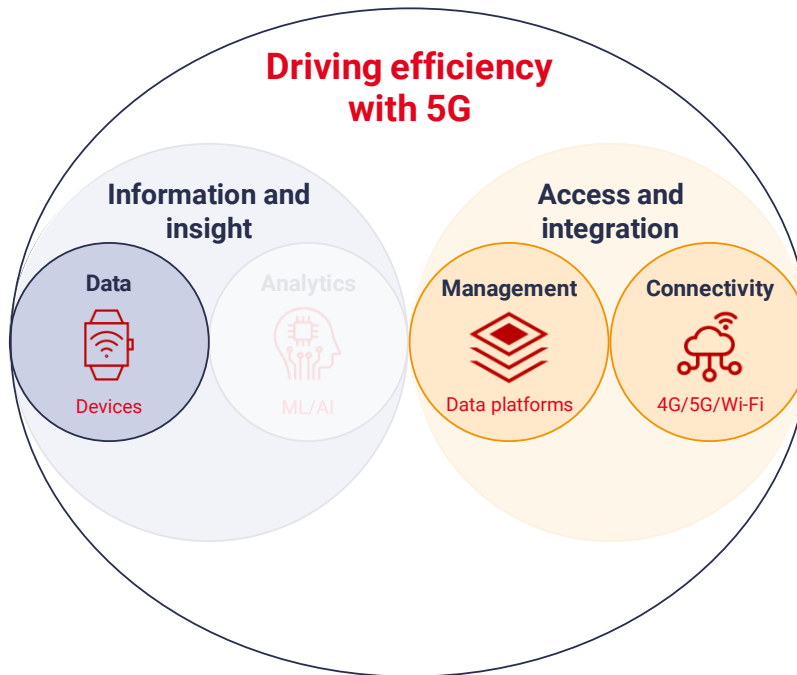 Driving efficiency
with 5G
Information and
insight
Access and
integration
Data
Devices
Analytics
ML/AI
Management
Data platforms
Connectivity
4G/5G/Wi-Fi